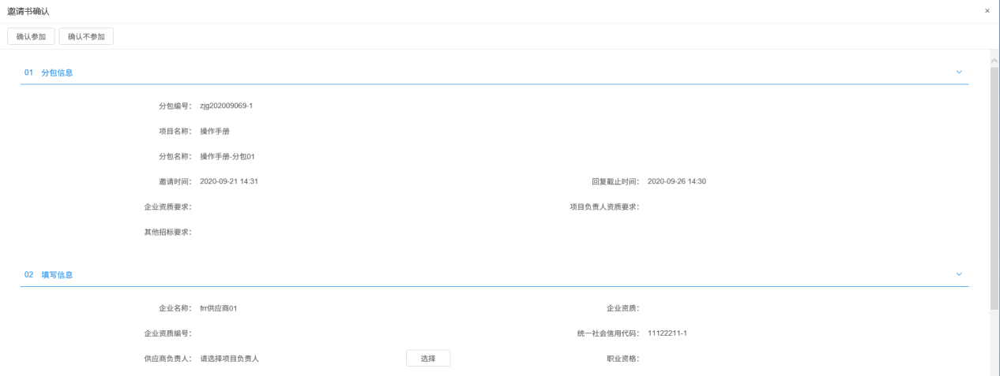 邀请书确认 ×
确认参加 确认不参加
01 分包信息
分包编号： zjg202009069-1
项目名称： 操作手册
分包名称： 操作手册-分包01
邀请时间： 2020-09-21 14:31 回复截止时间： 2020-09-26 14:30
企业资质要求： 项目负责人资质要求：
其他招标要求：
02 填写信息
企业名称： frr供应商01 企业资质：
企业资质编号： 统一社会信用代码： 11122211-1
供应商负责人： 请选择项目负责人 选择 职业资格：